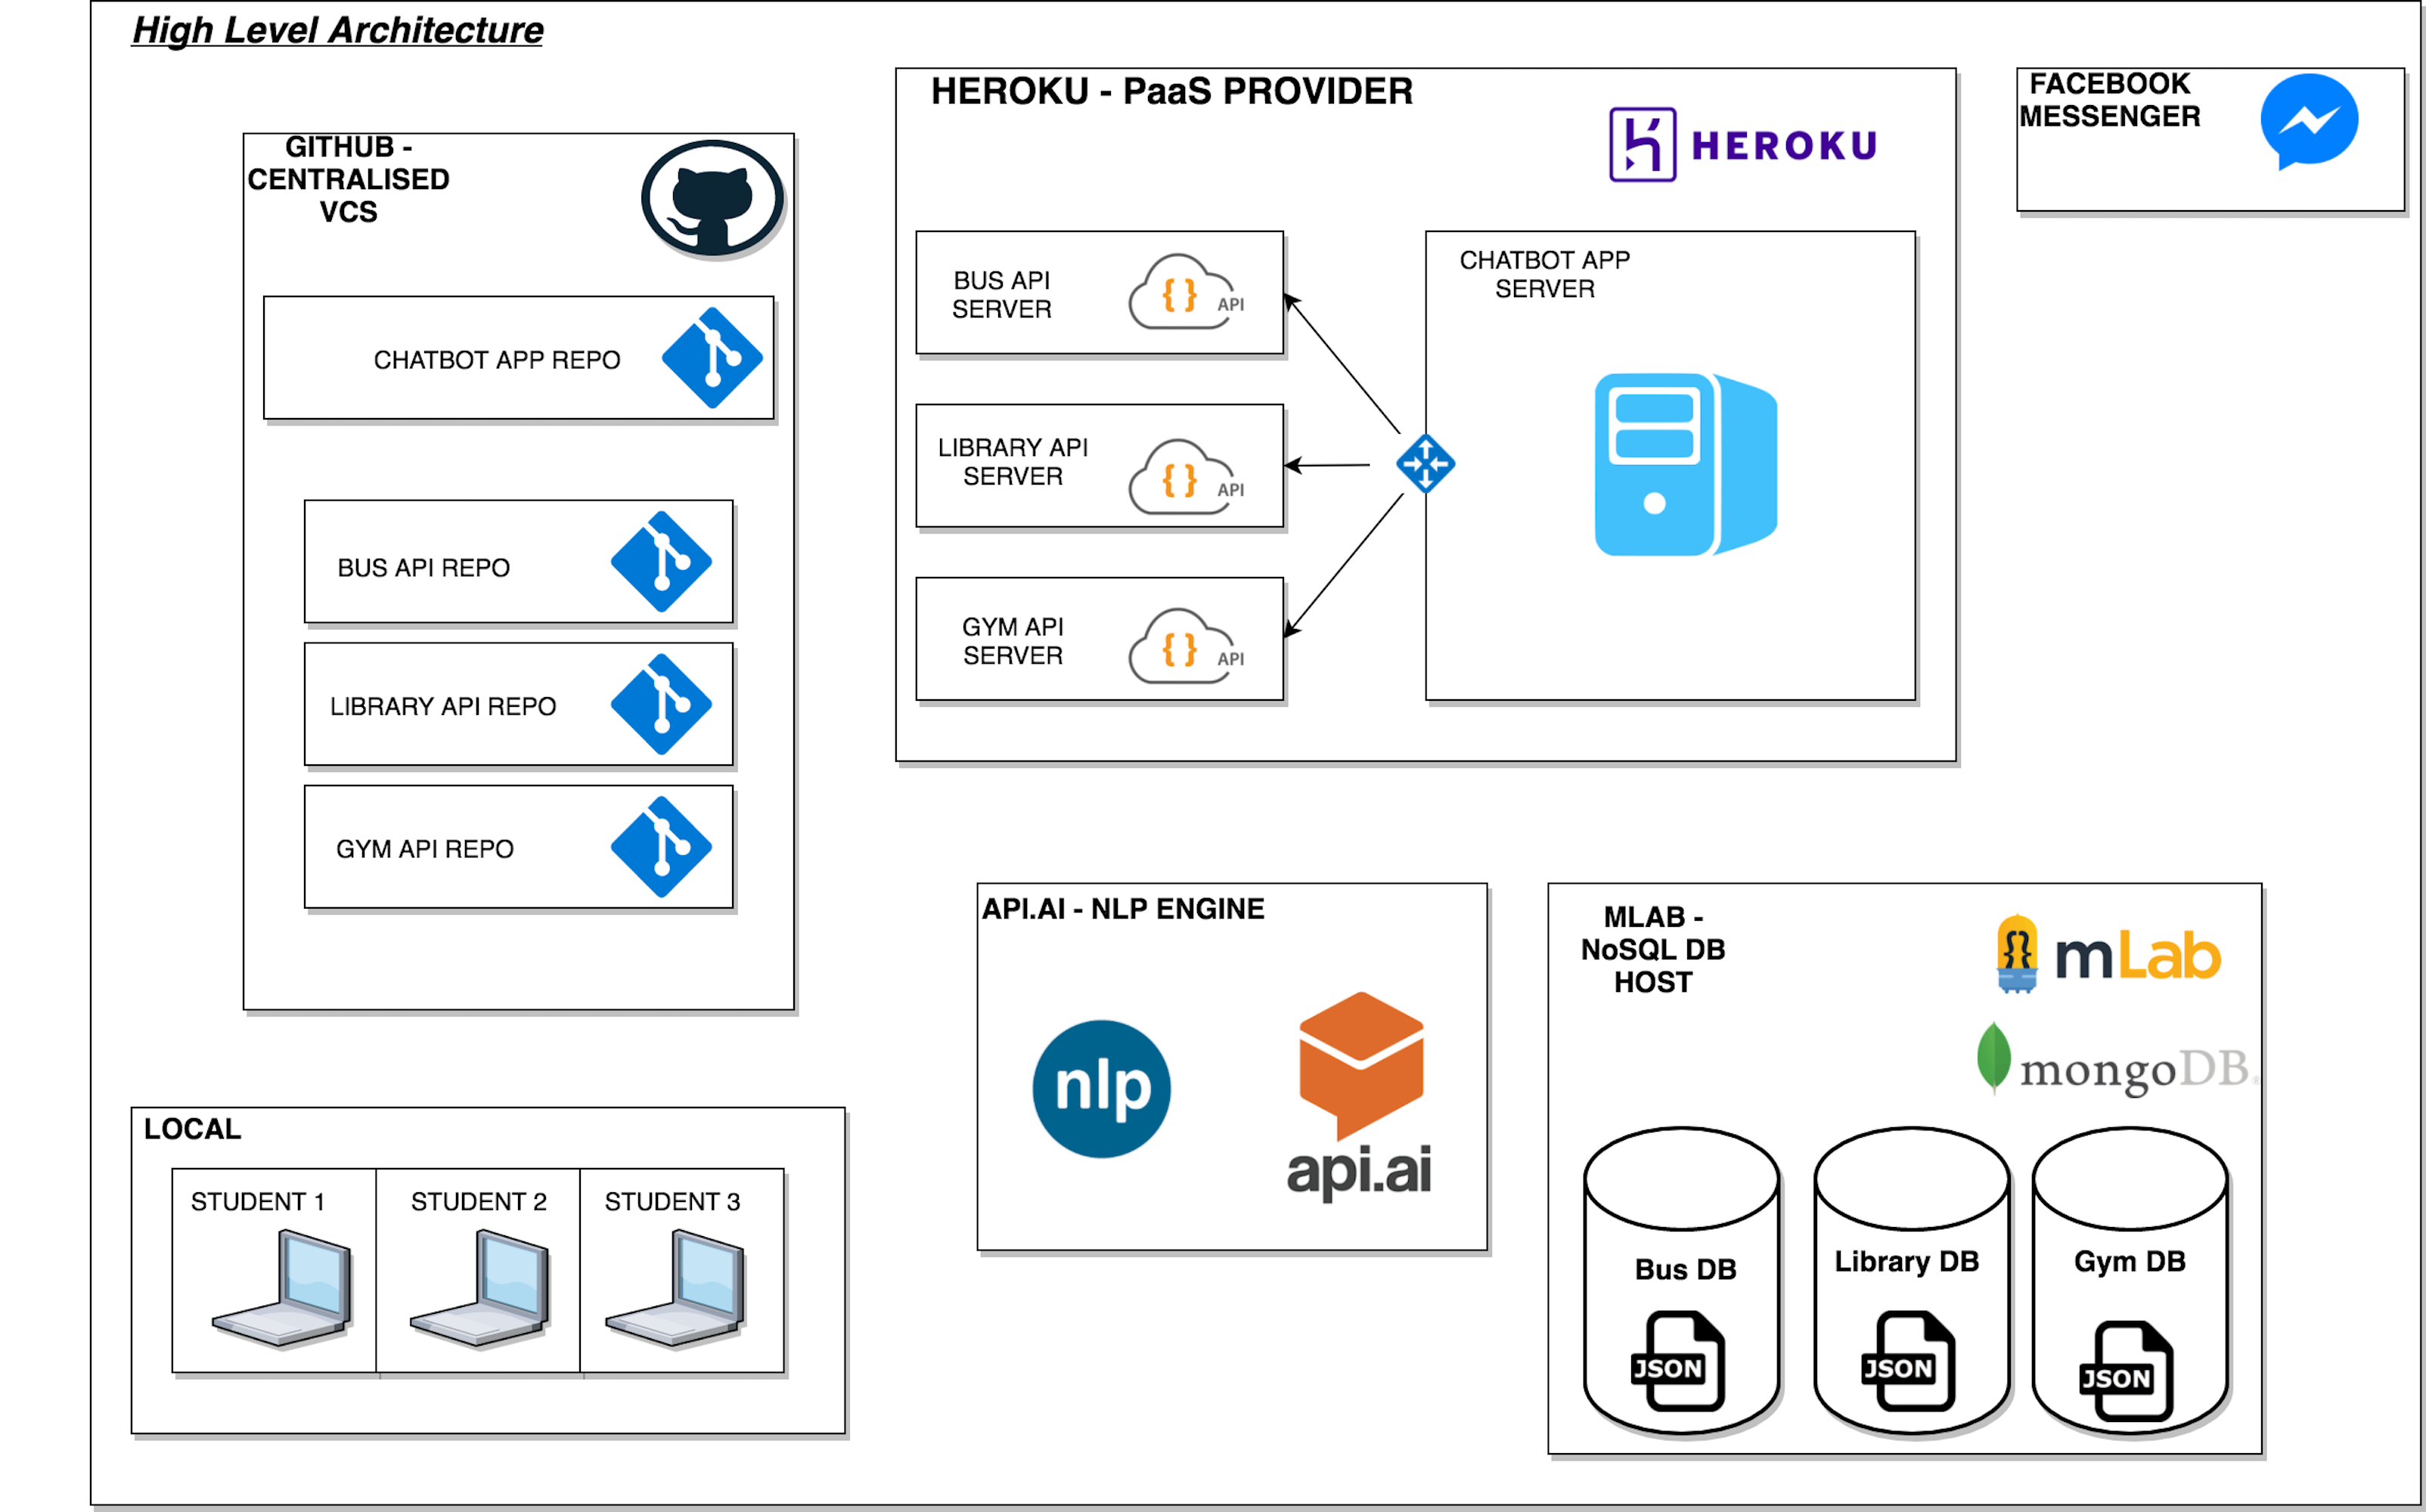 High Level Architecture
GITHUB -
CENTRALISED
VCS
CHATBOT APP REPO
BUS API REPO
LIBRARY API REPO
GYM API REPO
LOCAL
STUDENT 1
STUDENT 2
STUDENT 3
HEROKU - PaaS PROVIDER
HEROKU
BUS API
SERVER
{ } API
LIBRARY API
SERVER
{ } API
GYM API
SERVER
{ } API
CHATBOT APP
SERVER
FACEBOOK
MESSENGER
API.AI - NLP ENGINE
nlp
api.ai
MLAB -
NoSQL DB
HOST
mLab
mongoDB
Bus DB
JSON
Library DB
JSON
Gym DB
JSON